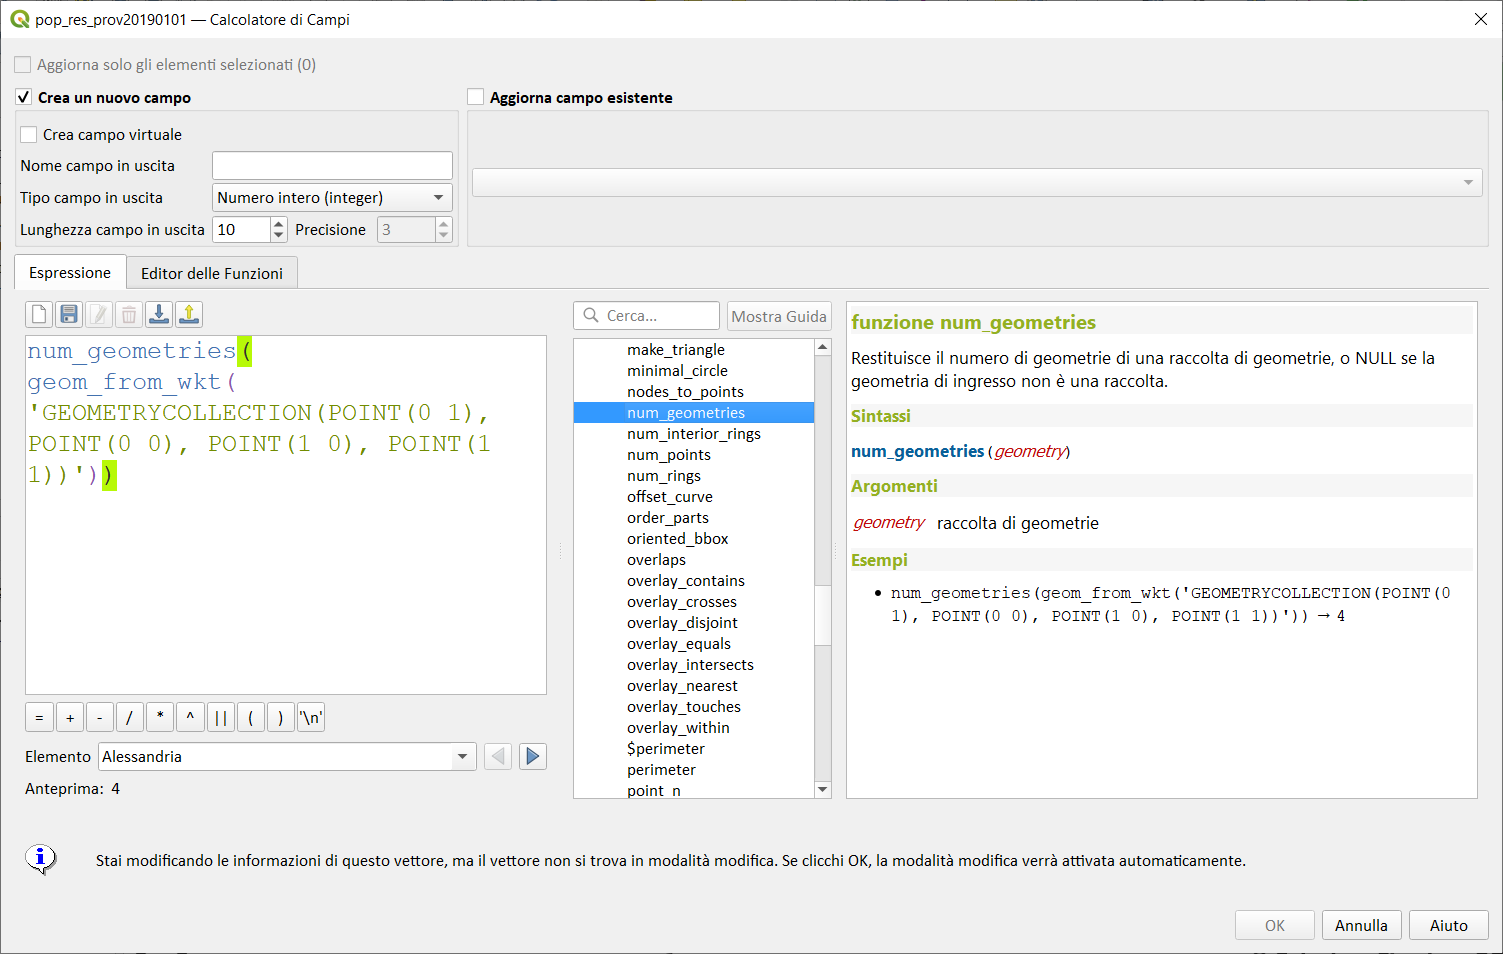 pop_res_prov20190101 — Calcolatore di Campi
Aggiorna solo gli elementi selezionati (0)
Crea un nuovo campo
Aggiorna campo esistente
Crea campo virtuale
Nome campo in uscita
Tipo campo in uscita Numero intero (integer)
Lunghezza campo in uscita 10 Precisione 3
Espressione Editor delle Funzioni
num_geometries(
geom_from_wkt(
'GEOMETRYCOLLECTION(POINT(0 1),
POINT(0 0), POINT(1 0), POINT(1
1))'))
= + - / * ^ || ( ) '\n'
Elemento Alessandria
Anteprima: 4
Cerca... Mostra Guida
make_triangle
minimal_circle
nodes_to_points
num_geometries
num_interior_rings
num_points
num_rings
offset_curve
order_parts
oriented_bbox
overlaps
overlay_contains
overlay_crosses
overlay_disjoint
overlay_equals
overlay_intersects
overlay_nearest
overlay_touches
overlay_within
$perimeter
perimeter
point_n
funzione num_geometries
Restituisce il numero di geometrie di una raccolta di geometrie, o NULL se la
geometria di ingresso non è una raccolta.
Sintassi
num_geometries(geometry)
Argomenti
geometry raccolta di geometrie
Esempi
• num_geometries(geom_from_wkt('GEOMETRYCOLLECTION(POINT(0
1), POINT(0 0), POINT(1 0), POINT(1 1))')) → 4
Stai modificando le informazioni di questo vettore, ma il vettore non si trova in modalità modifica. Se clicchi OK, la modalità modifica verrà attivata automaticamente.
OK Annulla Aiuto